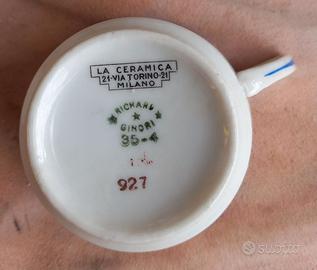 LA CERAMICA
21·VIA TORINO·21
MILANO
RICHARD
GINORI
35-4
927
subito